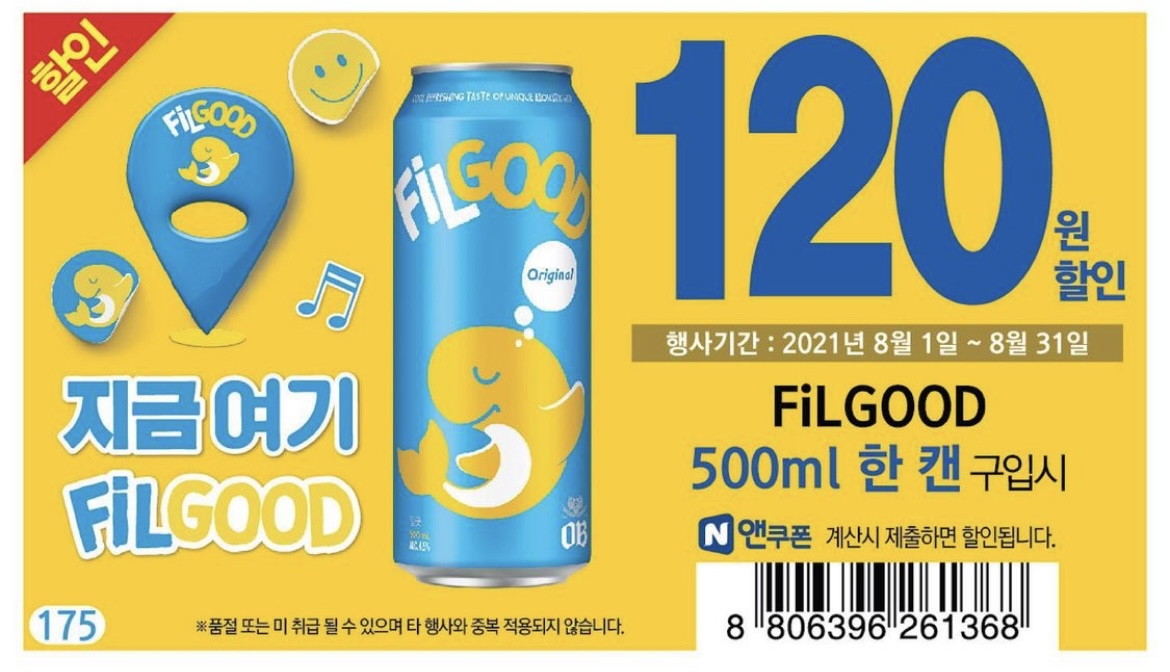 할인
FiLGOOD
지금 여기
FiLGOOD
175
FiLGOOD
Original
OB
120원 할인
행사기간 : 2021년 8월 1일 ~ 8월 31일
FiLGOOD
500ml 한 캔 구입시
N 앤쿠폰 계산시 제출하면 할인됩니다.
8 806396 261368
※품절 또는 미 취급 될 수 있으며 타 행사와 중복 적용되지 않습니다.